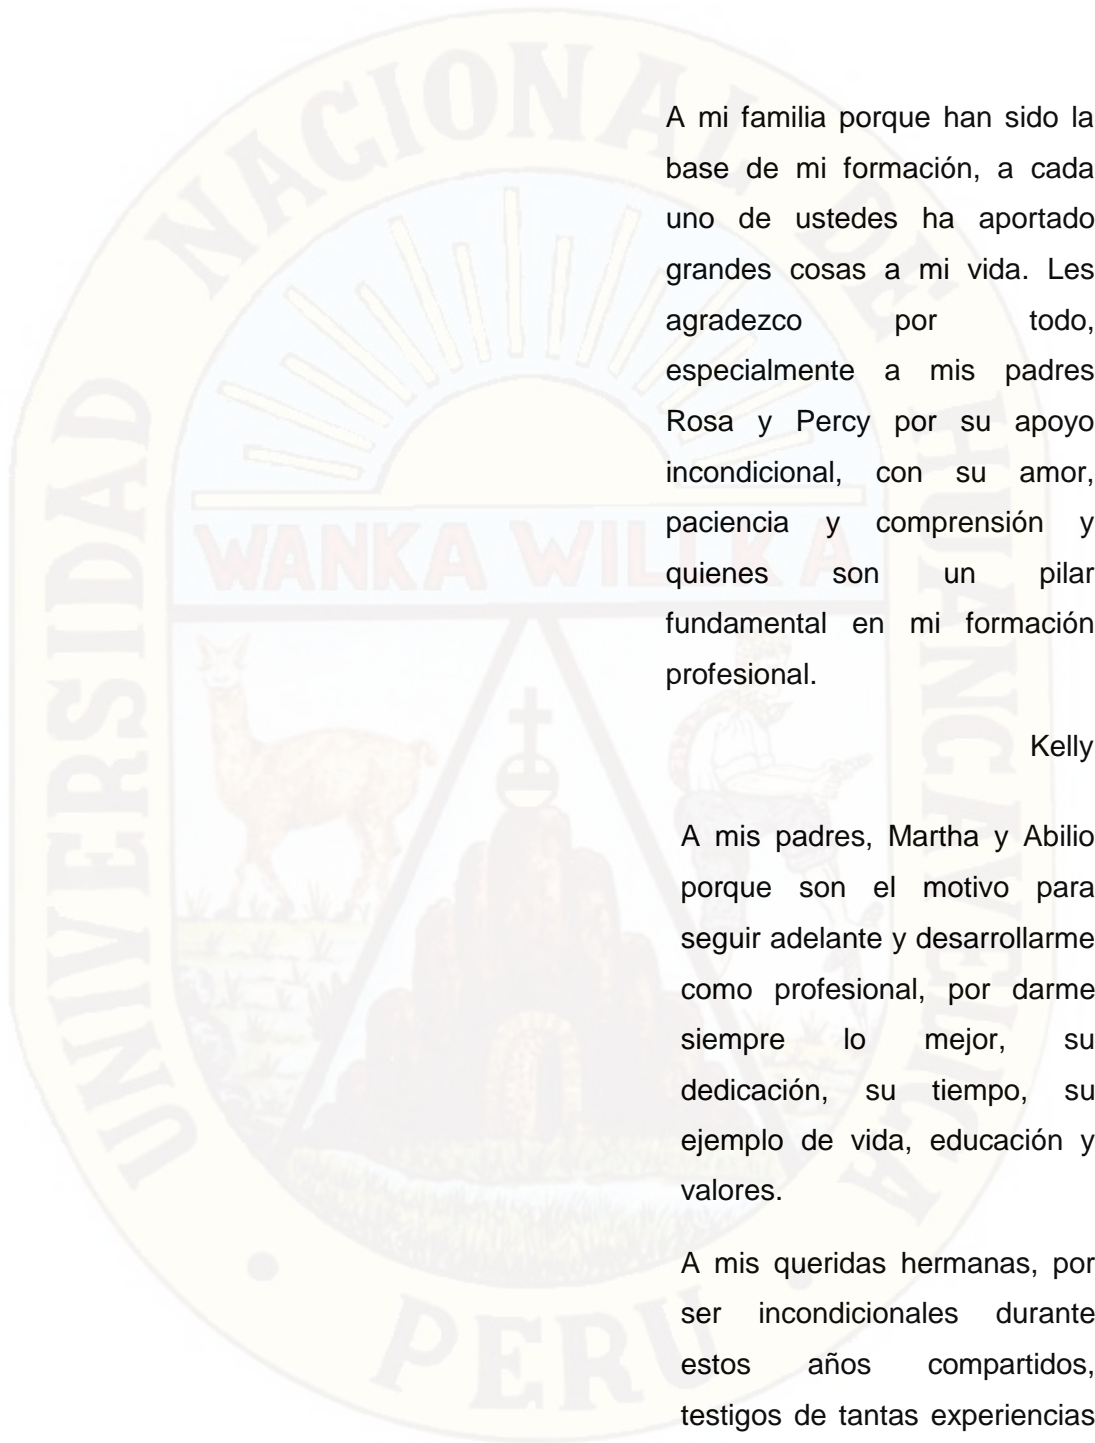 UNIVERSIDAD NACIONAL DE HUANCAVELICA
WANKA WILLKA
PERU
A mi familia porque han sido la
base de mi formación, a cada
uno de ustedes ha aportado
grandes cosas a mi vida. Les
agradezco por todo,
especialmente a mis padres
Rosa y Percy por su apoyo
incondicional, con su amor,
paciencia y comprensión y
quienes son un pilar
fundamental en mi formación
profesional.
Kelly
A mis padres, Martha y Abilio
porque son el motivo para
seguir adelante y desarrollarme
como profesional, por darme
siempre lo mejor, su
dedicación, su tiempo, su
ejemplo de vida, educación y
valores.
A mis queridas hermanas, por
ser incondicionales durante
estos años compartidos,
testigos de tantas experiencias